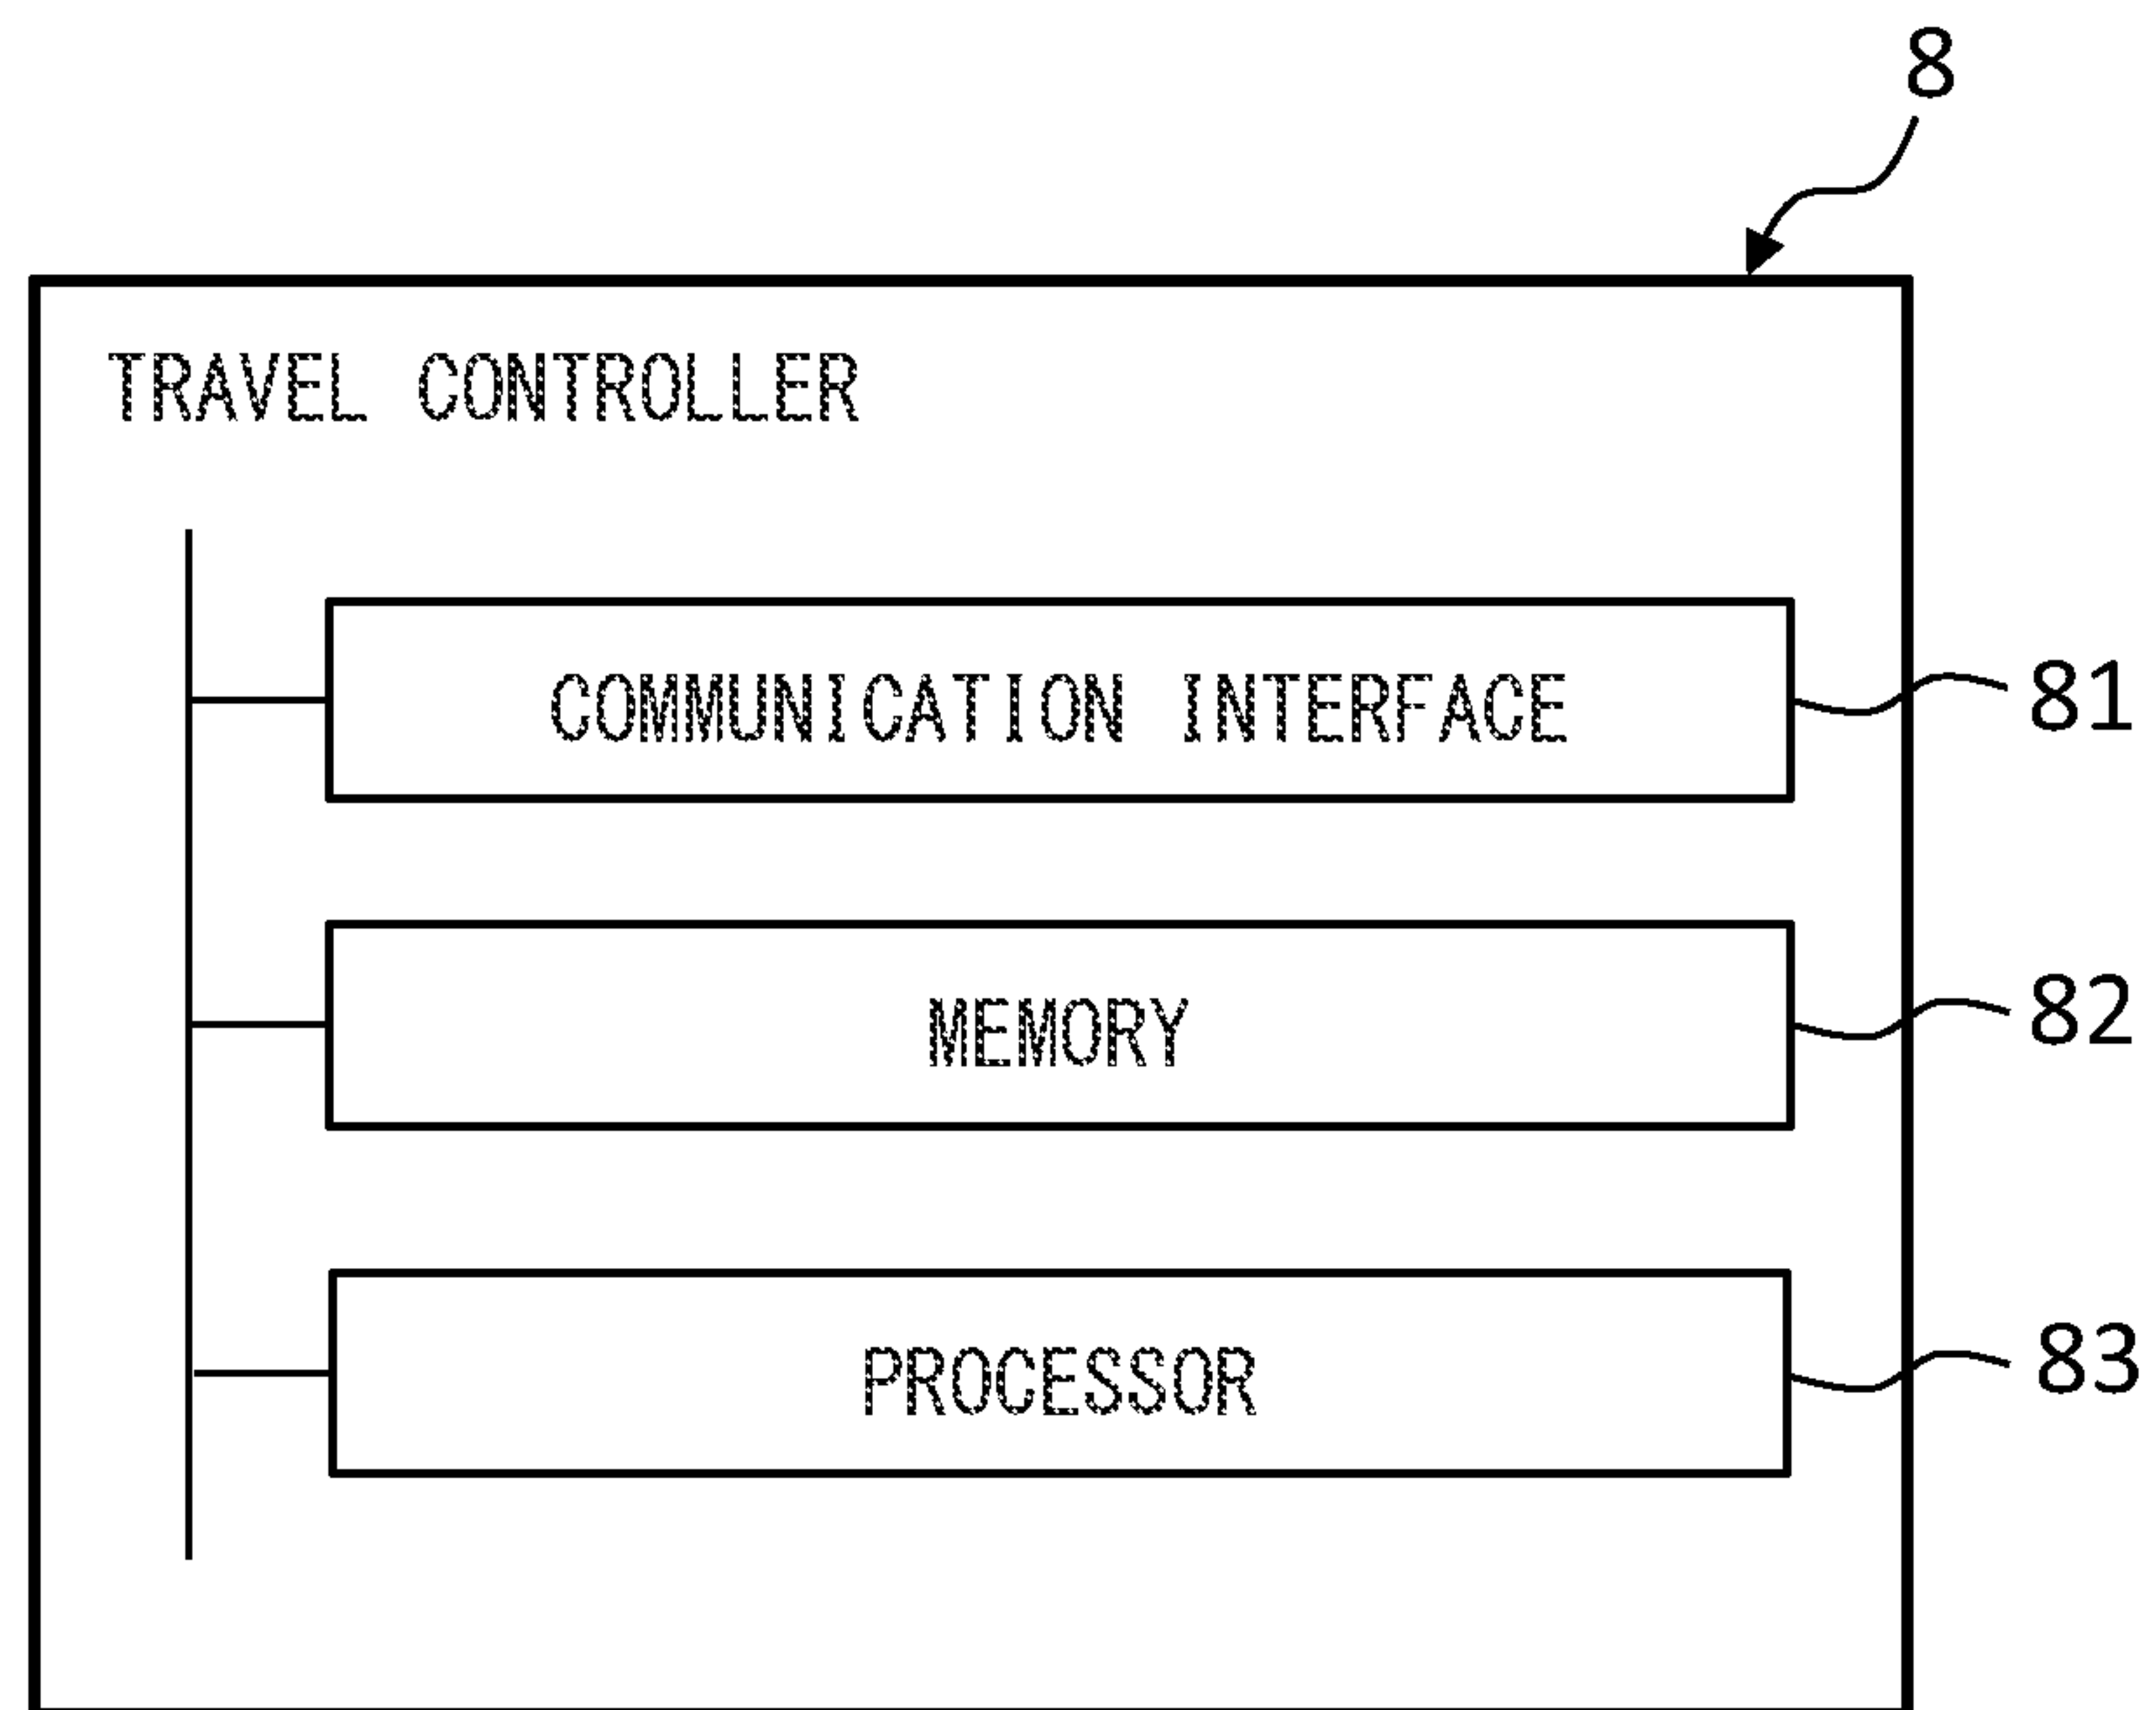 8
TRAVEL CONTROLLER
COMMUNICATION INTERFACE
81
MEMORY
82
PROCESSOR
83